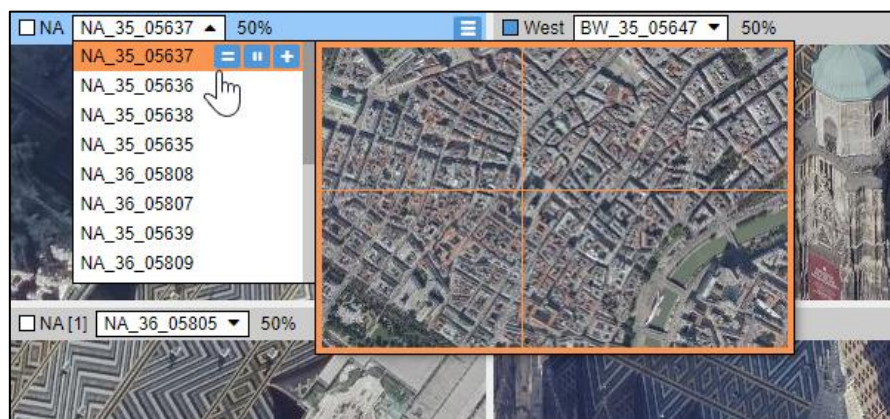 NA NA_35_05637 50%
West BW_35_05647 50%
NA_35_05637
NA_35_05636
NA_35_05638
NA_35_05635
NA_36_05808
NA_36_05807
NA_35_05639
NA_36_05809
NA [1] NA_36_05805 50%